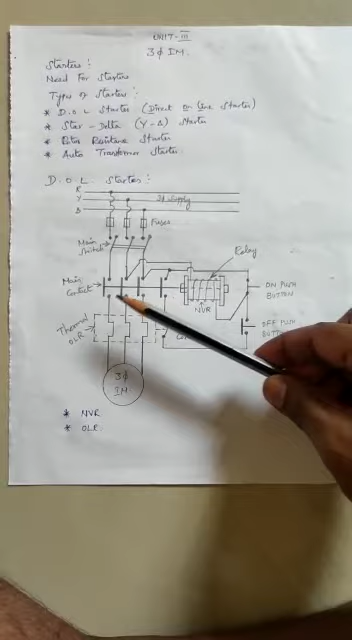 UNIT-III
3ϕ IM.
Starters:
Need For Starters
Types of Starters:
* D.O.L Starter (Direct on line Starter)
* Star-Delta (Y-Δ) Starter
* Rotor Resistance Starter
* Auto Transformer Starter.
D.O.L. Starter:
R
Y
B
3ϕ Supply
Fuses
Main Switch
Relay
Main Contact
NVR
ON PUSH BUTTON
OFF PUSH
Thermal OLR
3ϕ IM.
* NVR
* OLR.